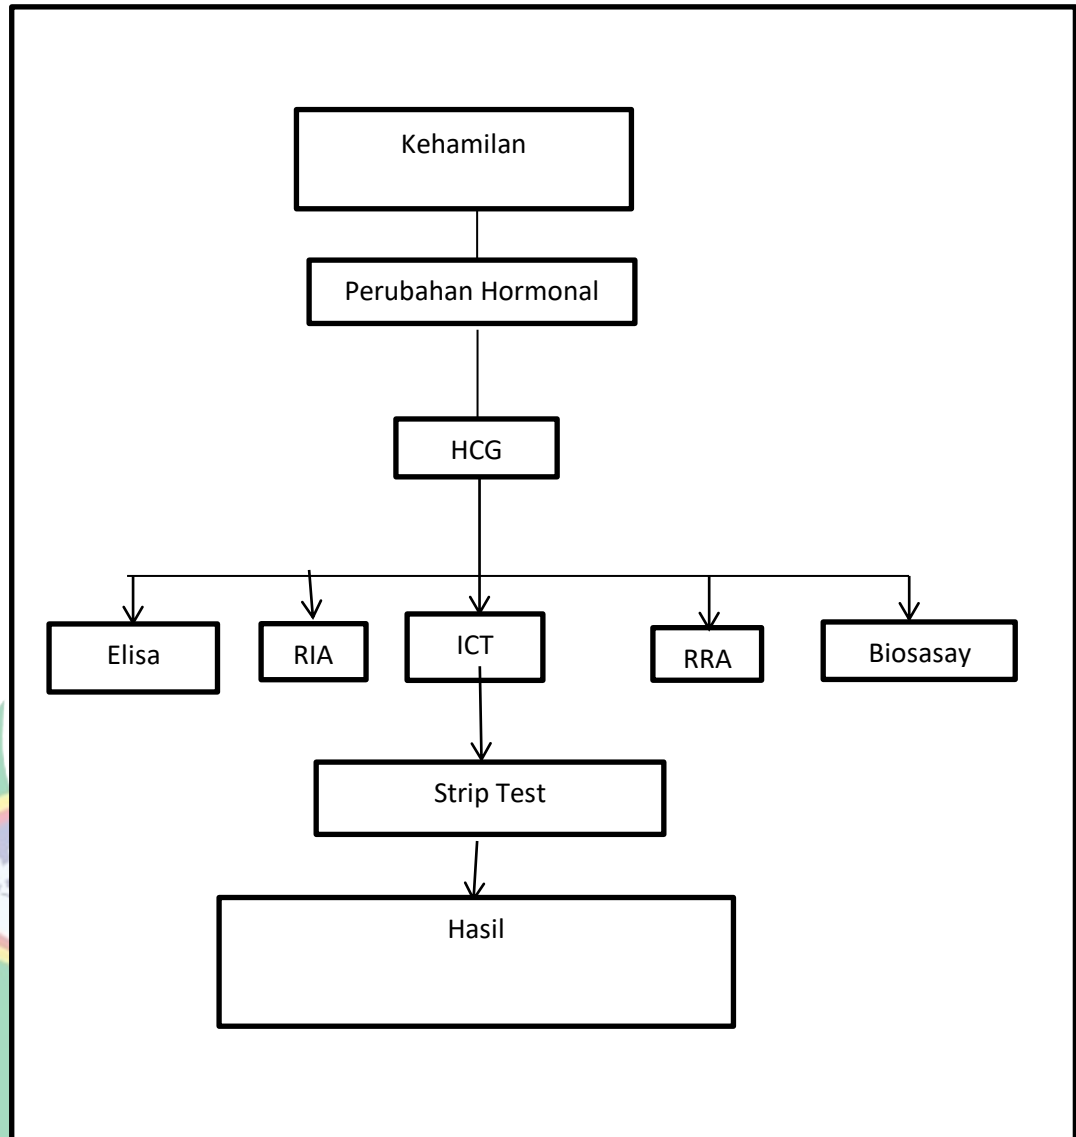 Kehamilan
Perubahan Hormonal
HCG
Elisa
RIA
ICT
RRA
Biosasay
Strip Test
Hasil